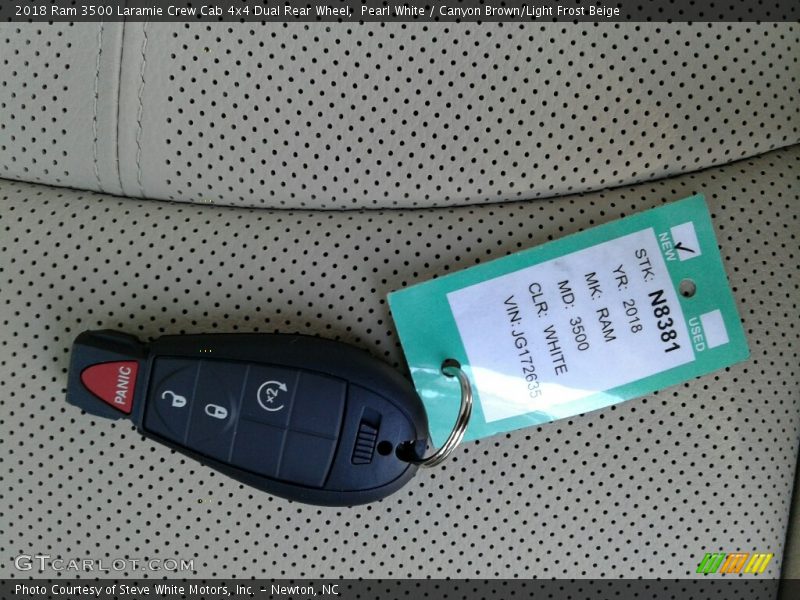 2018 Ram 3500 Laramie Crew Cab 4x4 Dual Rear Wheel, Pearl White / Canyon Brown/Light Frost Beige
NEW ✓
USED
STK: N8381
YR: 2018
MK: RAM
MD: 3500
CLR: WHITE
VIN: JG172635
PANIC
x2
GTCARLOT.COM
Photo Courtesy of Steve White Motors, Inc. – Newton, NC